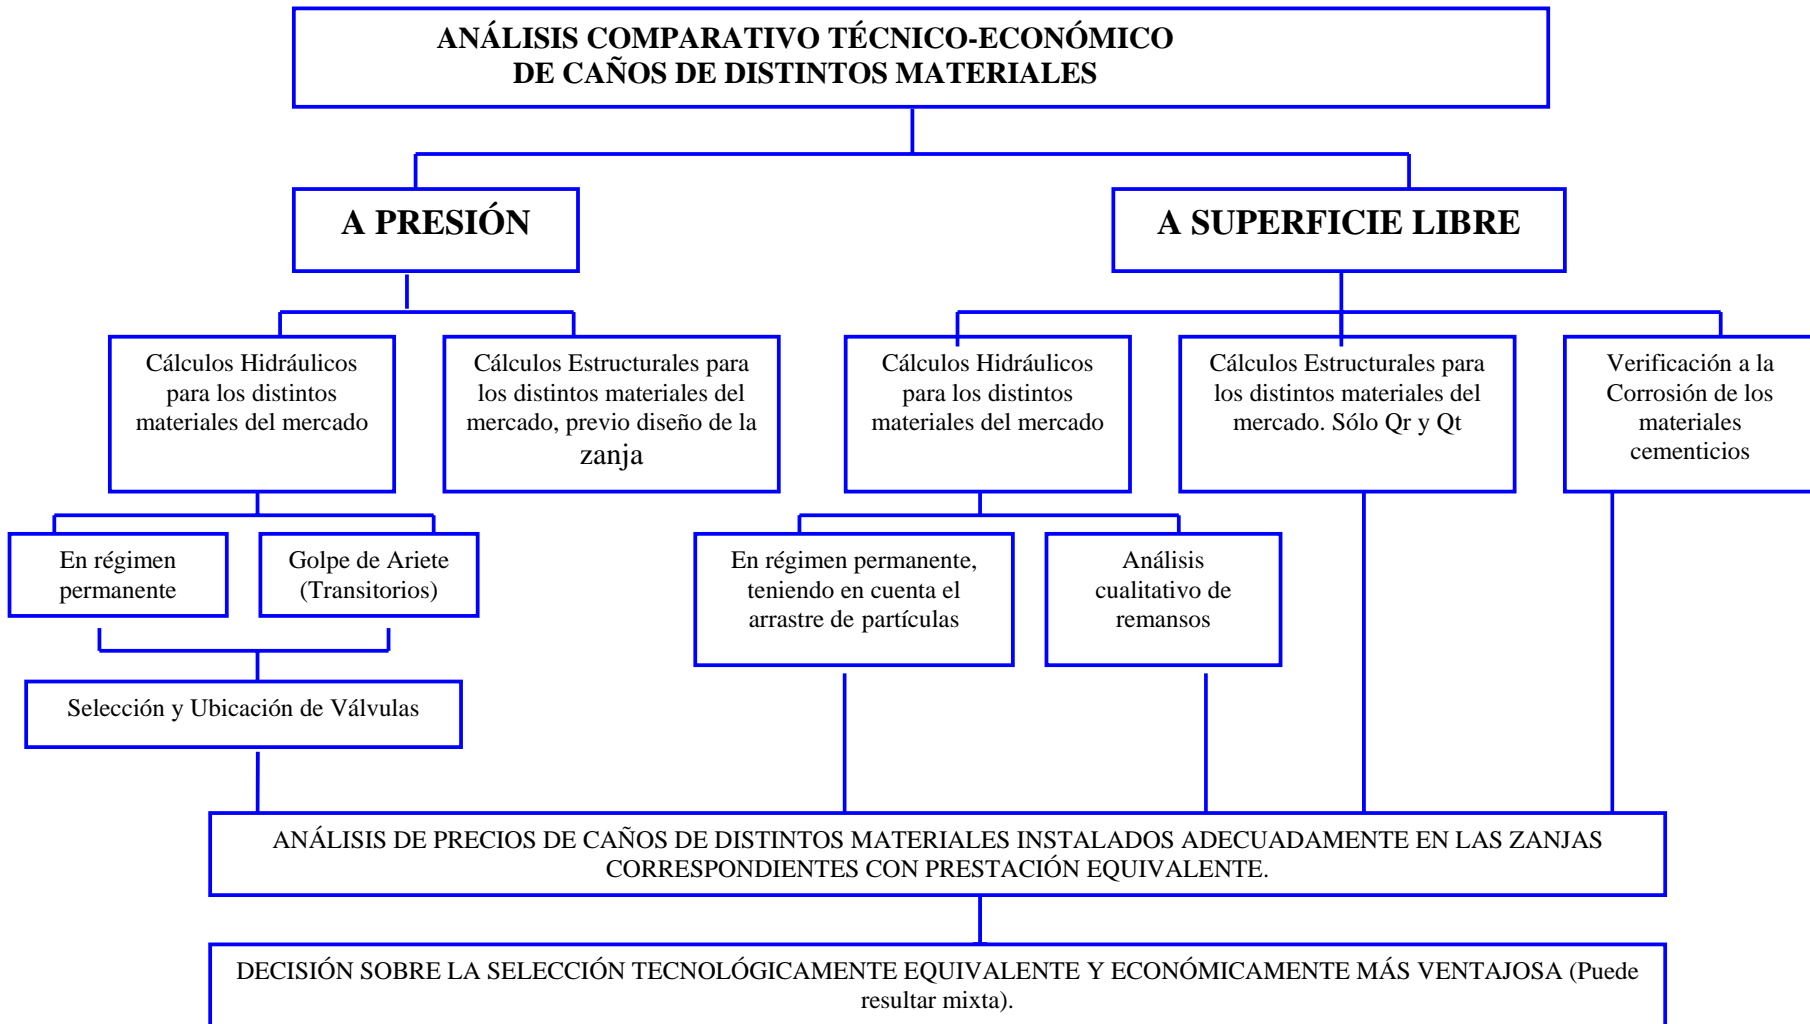 ANÁLISIS COMPARATIVO TÉCNICO-ECONÓMICO
DE CAÑOS DE DISTINTOS MATERIALES
A PRESIÓN
A SUPERFICIE LIBRE
Cálculos Hidráulicos
para los distintos
materiales del mercado
Cálculos Estructurales para
los distintos materiales del
mercado, previo diseño de la
zanja
Cálculos Hidráulicos
para los distintos
materiales del mercado
Cálculos Estructurales para
los distintos materiales del
mercado. Sólo Qr y Qt
Verificación a la
Corrosión de los
materiales
cementicios
En régimen
permanente
Golpe de Ariete
(Transitorios)
En régimen permanente,
teniendo en cuenta el
arrastre de partículas
Análisis
cualitativo de
remansos
Selección y Ubicación de Válvulas
ANÁLISIS DE PRECIOS DE CAÑOS DE DISTINTOS MATERIALES INSTALADOS ADECUADAMENTE EN LAS ZANJAS
CORRESPONDIENTES CON PRESTACIÓN EQUIVALENTE.
DECISIÓN SOBRE LA SELECCIÓN TECNOLÓGICAMENTE EQUIVALENTE Y ECONÓMICAMENTE MÁS VENTAJOSA (Puede
resultar mixta).